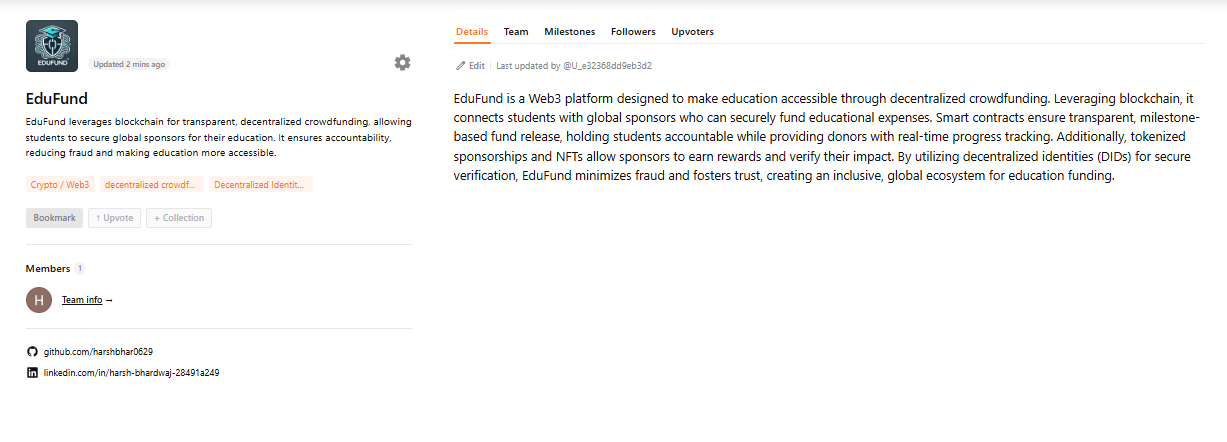 EDUFUND
Updated 2 mins ago
EduFund
EduFund leverages blockchain for transparent, decentralized crowdfunding, allowing
students to secure global sponsors for their education. It ensures accountability,
reducing fraud and making education more accessible.
Crypto / Web3 decentralized crowdf... Decentralized Identit...
Bookmark ↑ Upvote + Collection
Members 1
H Team info →
github.com/harshbhar0629
linkedin.com/in/harsh-bhardwaj-28491a249
Details Team Milestones Followers Upvoters
Edit | Last updated by @U_e32368dd9eb3d2
EduFund is a Web3 platform designed to make education accessible through decentralized crowdfunding. Leveraging blockchain, it
connects students with global sponsors who can securely fund educational expenses. Smart contracts ensure transparent, milestone-
based fund release, holding students accountable while providing donors with real-time progress tracking. Additionally, tokenized
sponsorships and NFTs allow sponsors to earn rewards and verify their impact. By utilizing decentralized identities (DIDs) for secure
verification, EduFund minimizes fraud and fosters trust, creating an inclusive, global ecosystem for education funding.